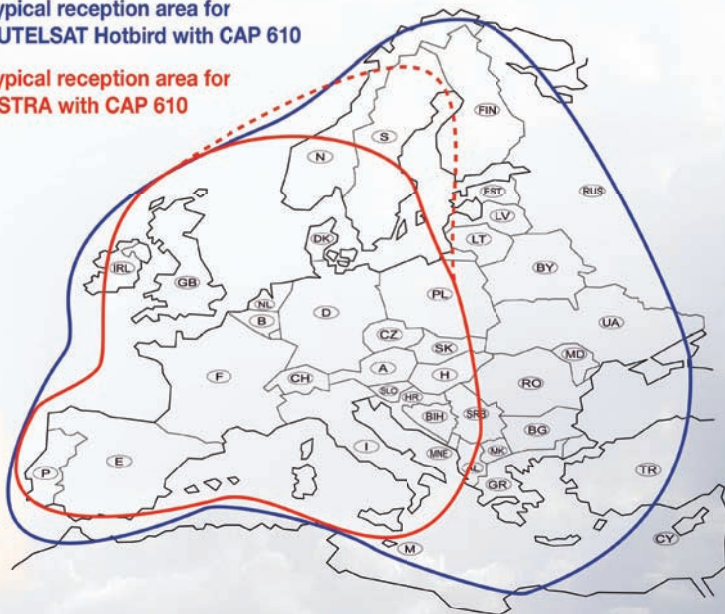 ypical reception area for
UTELSAT Hotbird with CAP 610
ypical reception area for
STRA with CAP 610
FIN
S
N
EST
RUS
LV
DK
LT
IRL
BY
GB
PL
NL
D
B
UA
CZ
SK
MD
A
H
F
CH
RO
SLO
HR
BIH
SRB
BG
I
MNE
MK
E
P
AL
TR
GR
CY
M